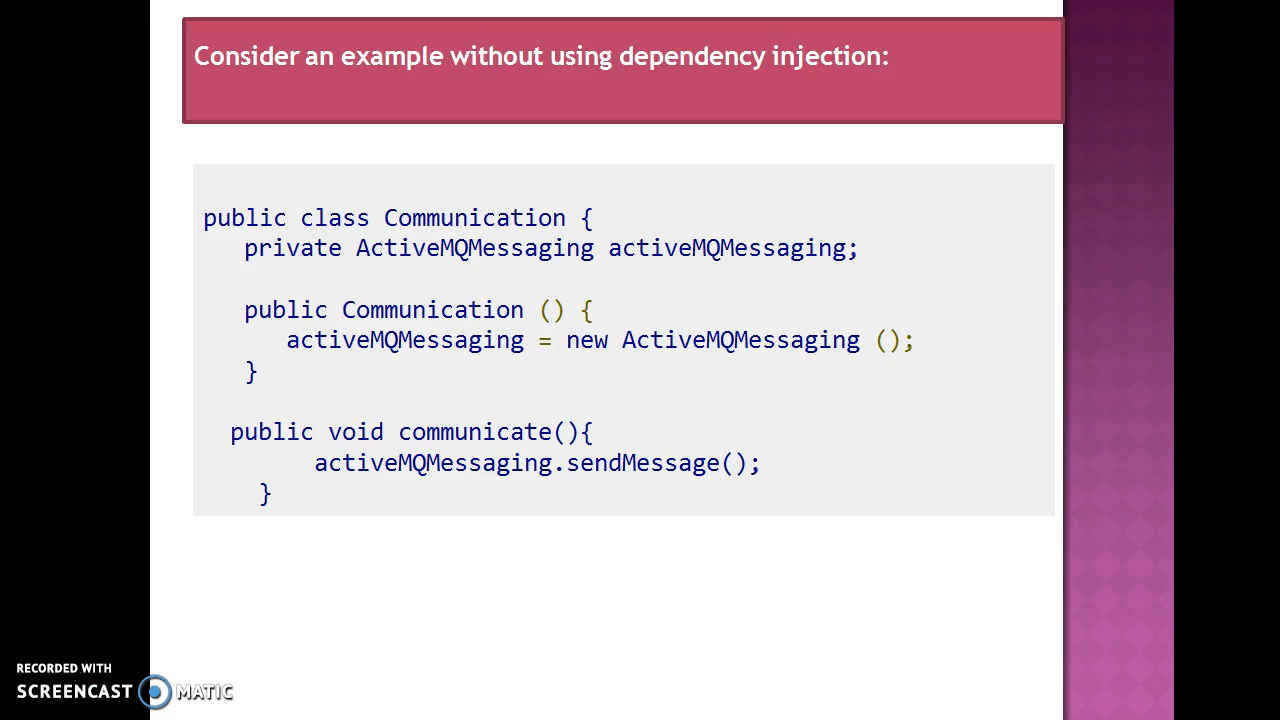 Consider an example without using dependency injection:
public class Communication {
private ActiveMQMessaging activeMQMessaging;
public Communication () {
activeMQMessaging = new ActiveMQMessaging ();
}
public void communicate(){
activeMQMessaging.sendMessage();
}
RECORDED WITH
SCREENCAST MATIC